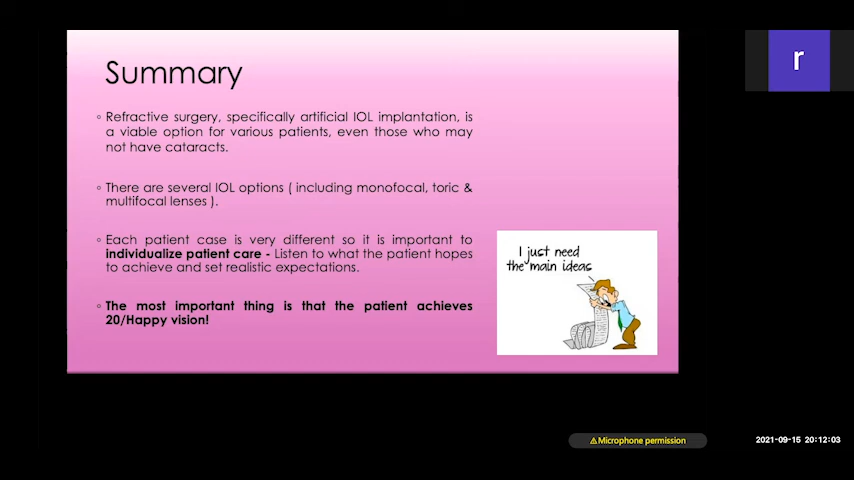 Summary
◦ Refractive surgery, specifically artificial IOL implantation, is
a viable option for various patients, even those who may
not have cataracts.
◦ There are several IOL options ( including monofocal, toric &
multifocal lenses ).
◦ Each patient case is very different so it is important to
individualize patient care - Listen to what the patient hopes
to achieve and set realistic expectations.
◦ The most important thing is that the patient achieves
20/Happy vision!
I just need
the main ideas
r
⚠Microphone permission
2021-09-15 20:12:03